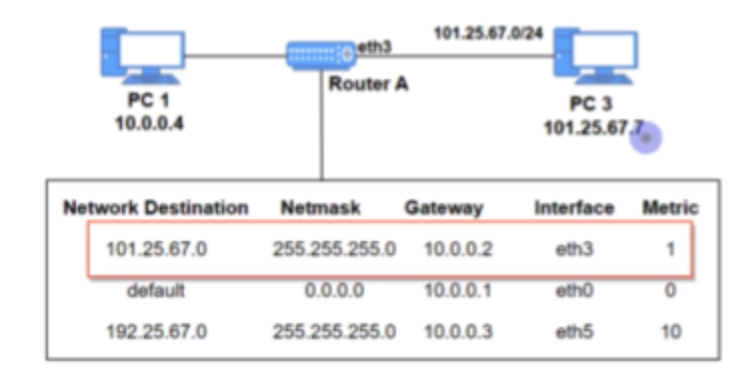 101.25.67.0/24
eth3
Router A
PC 1
10.0.0.4
PC 3
101.25.67.7
Network Destination Netmask Gateway Interface Metric
101.25.67.0 255.255.255.0 10.0.0.2 eth3 1
default 0.0.0.0 10.0.0.1 eth0 0
192.25.67.0 255.255.255.0 10.0.0.3 eth5 10